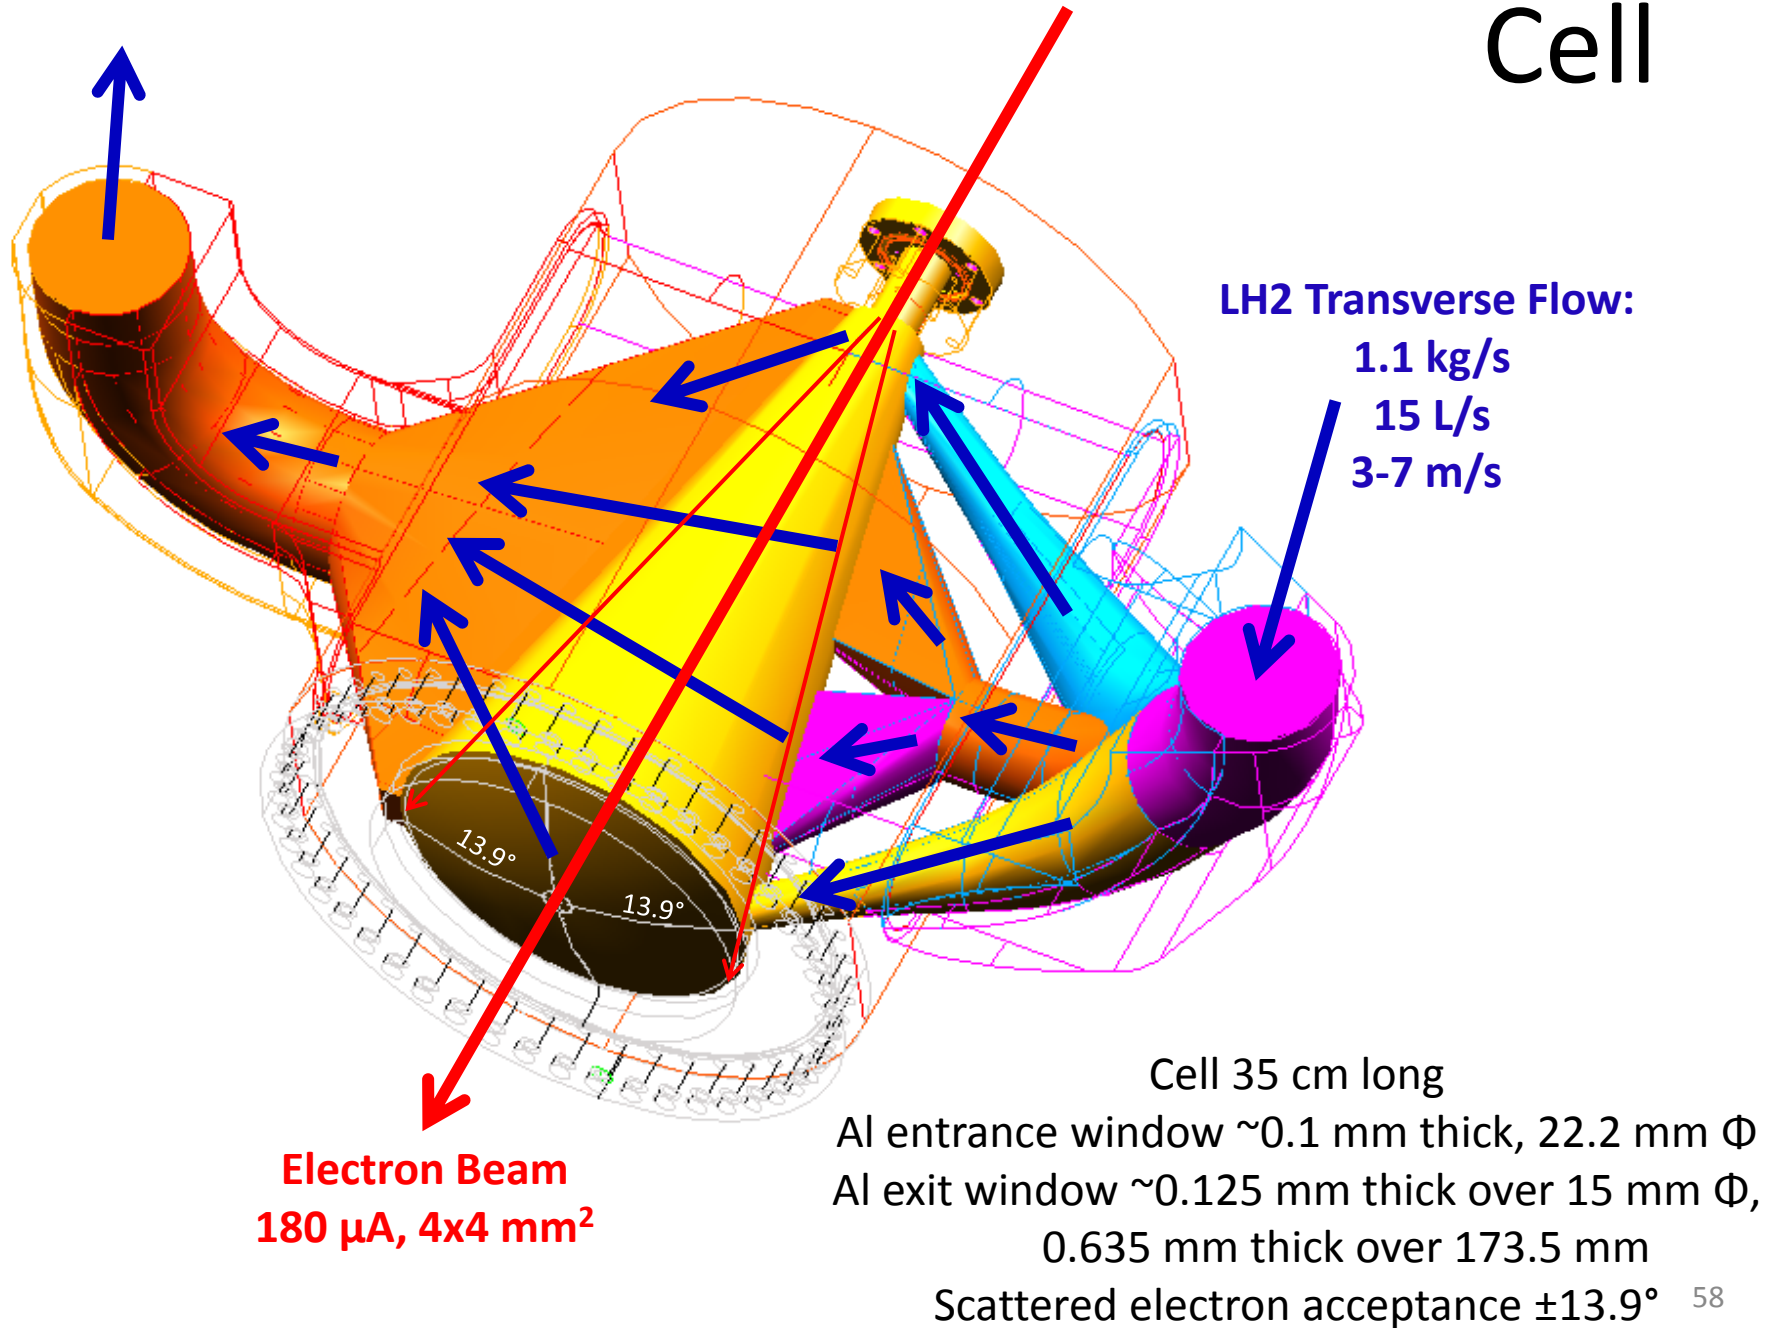 Cell
LH2 Transverse Flow:
1.1 kg/s
15 L/s
3-7 m/s
13.9°
13.9°
Electron Beam
180 µA, 4x4 mm²
Cell 35 cm long
Al entrance window ~0.1 mm thick, 22.2 mm Φ
Al exit window ~0.125 mm thick over 15 mm Φ,
0.635 mm thick over 173.5 mm
Scattered electron acceptance ±13.9°
58